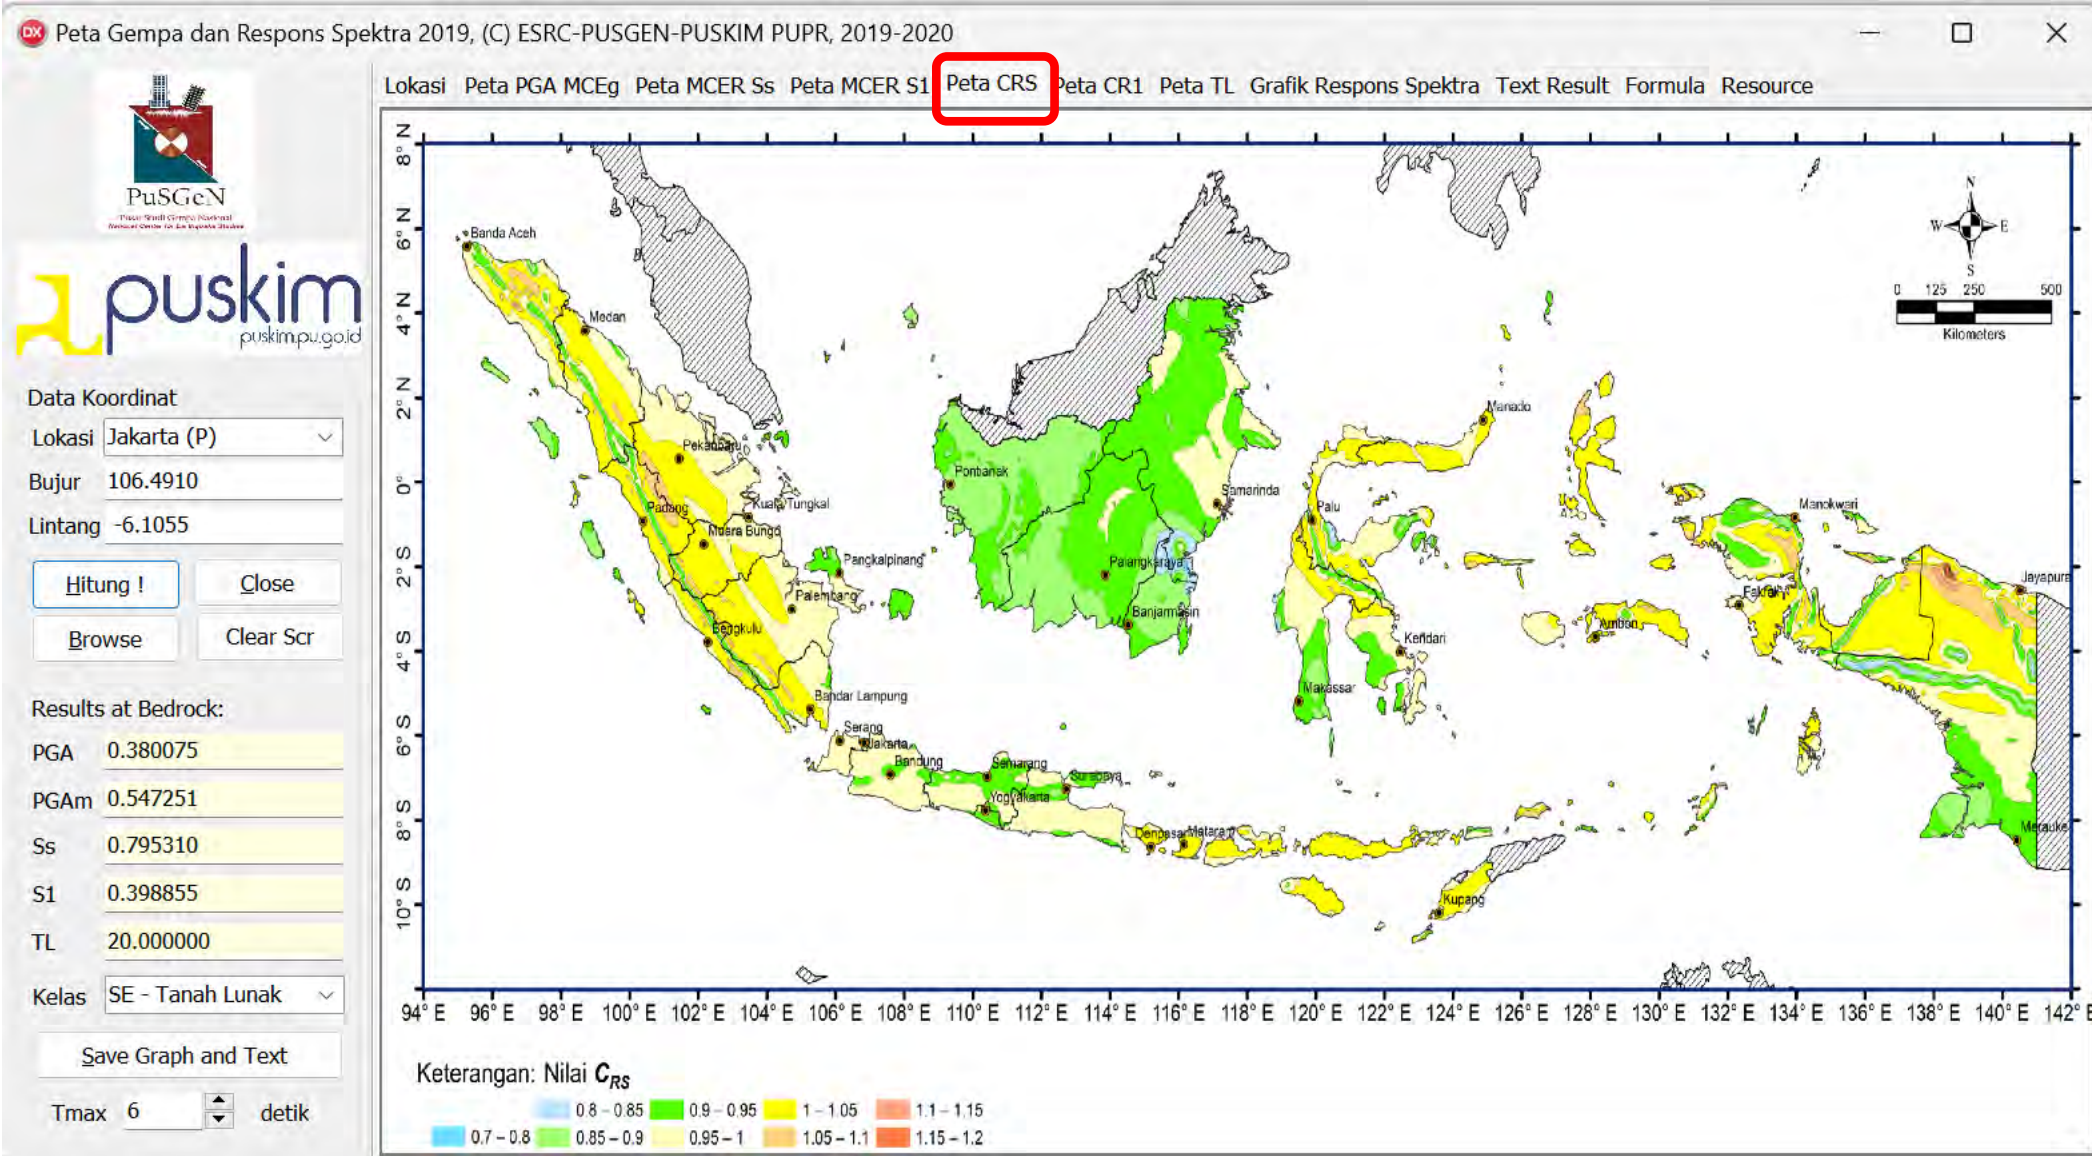 Peta Gempa dan Respons Spektra 2019, (C) ESRC-PUSGEN-PUSKIM PUPR, 2019-2020
Lokasi Peta PGA MCEg Peta MCER Ss Peta MCER S1 Peta CRS Peta CR1 Peta TL Grafik Respons Spektra Text Result Formula Resource
PuSGeN
Pusat Studi Gempa Nasional
puskim
puskim.pu.go.id
Data Koordinat
Lokasi Jakarta (P)
Bujur 106.4910
Lintang -6.1055
Hitung !
Close
Browse
Clear Scr
Results at Bedrock:
PGA 0.380075
PGAm 0.547251
Ss 0.795310
S1 0.398855
TL 20.000000
Kelas SE - Tanah Lunak
Save Graph and Text
Tmax 6 detik
8° N
6° N
4° N
2° N
0°
2° S
4° S
6° S
8° S
10° S
N
W
E
S
0 125 250 500
Kilometers
Banda Aceh
Medan
Pekanbaru
Kuala Tungkal
Padang
Muara Bungo
Pangkalpinang
Palembang
Bengkulu
Bandar Lampung
Serang
Jakarta
Bandung
Semarang
Surabaya
Yogyakarta
Denpasar
Mataram
Pontianak
Samarinda
Palangkaraya
Banjarmasin
Manado
Palu
Kendari
Makassar
Ambon
Fakfak
Manokwari
Jayapura
Merauke
Kupang
94° E 96° E 98° E 100° E 102° E 104° E 106° E 108° E 110° E 112° E 114° E 116° E 118° E 120° E 122° E 124° E 126° E 128° E 130° E 132° E 134° E 136° E 138° E 140° E 142° E
Keterangan: Nilai CRS
0.8 – 0.85 0.9 – 0.95 1 – 1.05 1.1 – 1.15
0.7 – 0.8 0.85 – 0.9 0.95 – 1 1.05 – 1.1 1.15 – 1.2